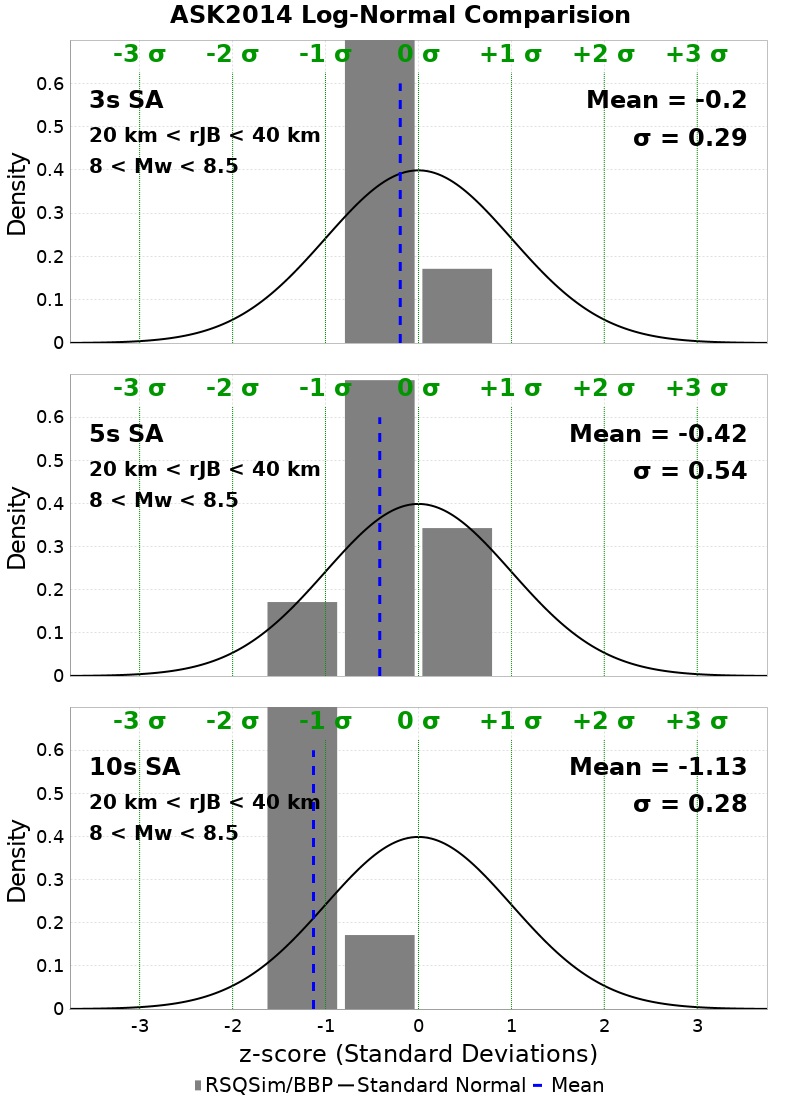 ASK2014 Log-Normal Comparision
-3 σ -2 σ -1 σ 0 σ +1 σ +2 σ +3 σ
0.6
3s SA
Mean = -0.2
0.5
20 km < rJB < 40 km
σ = 0.29
8 < Mw < 8.5
0.4
Density
0.3
0.2
0.1
0
-3 σ -2 σ -1 σ 0 σ +1 σ +2 σ +3 σ
0.6
5s SA
Mean = -0.42
0.5
20 km < rJB < 40 km
σ = 0.54
8 < Mw < 8.5
0.4
Density
0.3
0.2
0.1
0
-3 σ -2 σ -1 σ 0 σ +1 σ +2 σ +3 σ
0.6
10s SA
Mean = -1.13
0.5
20 km < rJB < 40 km
σ = 0.28
8 < Mw < 8.5
0.4
Density
0.3
0.2
0.1
0
-3 -2 -1 0 1 2 3
z-score (Standard Deviations)
RSQSim/BBP Standard Normal Mean